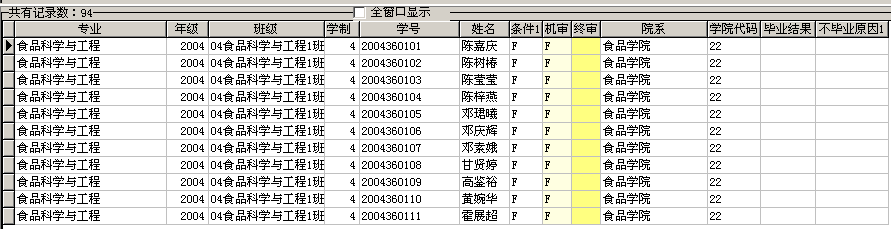 共有记录数：94 全窗口显示
专业 年级 班级 学制 学号 姓名 条件1 机审 终审 院系 学院代码 毕业结果 不毕业原因1
食品科学与工程 2004 04食品科学与工程1班 4 2004360101 陈嘉庆 F F 食品学院 22
食品科学与工程 2004 04食品科学与工程1班 4 2004360102 陈树椿 F F 食品学院 22
食品科学与工程 2004 04食品科学与工程1班 4 2004360103 陈莹莹 F F 食品学院 22
食品科学与工程 2004 04食品科学与工程1班 4 2004360104 陈梓燕 F F 食品学院 22
食品科学与工程 2004 04食品科学与工程1班 4 2004360105 邓珺曦 F F 食品学院 22
食品科学与工程 2004 04食品科学与工程1班 4 2004360106 邓庆辉 F F 食品学院 22
食品科学与工程 2004 04食品科学与工程1班 4 2004360107 邓素娥 F F 食品学院 22
食品科学与工程 2004 04食品科学与工程1班 4 2004360108 甘贤婷 F F 食品学院 22
食品科学与工程 2004 04食品科学与工程1班 4 2004360109 高鉴裕 F F 食品学院 22
食品科学与工程 2004 04食品科学与工程1班 4 2004360110 黄婉华 F F 食品学院 22
食品科学与工程 2004 04食品科学与工程1班 4 2004360111 霍展超 F F 食品学院 22